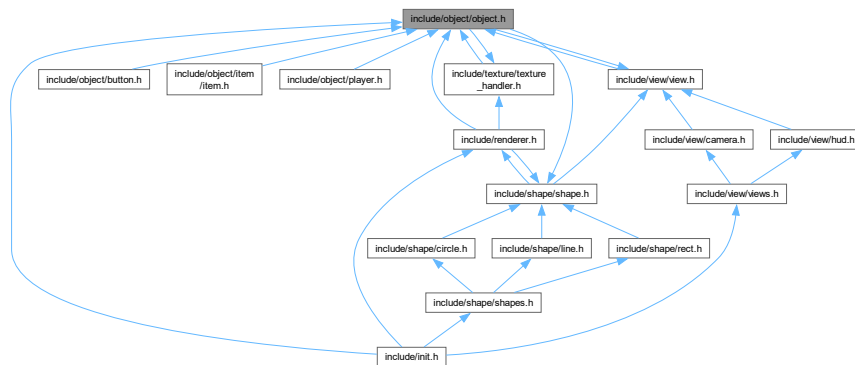 include/object/object.h
include/object/button.h
include/object/item
/item.h
include/object/player.h
include/texture/texture
_handler.h
include/view/view.h
include/renderer.h
include/view/camera.h
include/view/hud.h
include/shape/shape.h
include/view/views.h
include/shape/circle.h
include/shape/line.h
include/shape/rect.h
include/shape/shapes.h
include/init.h